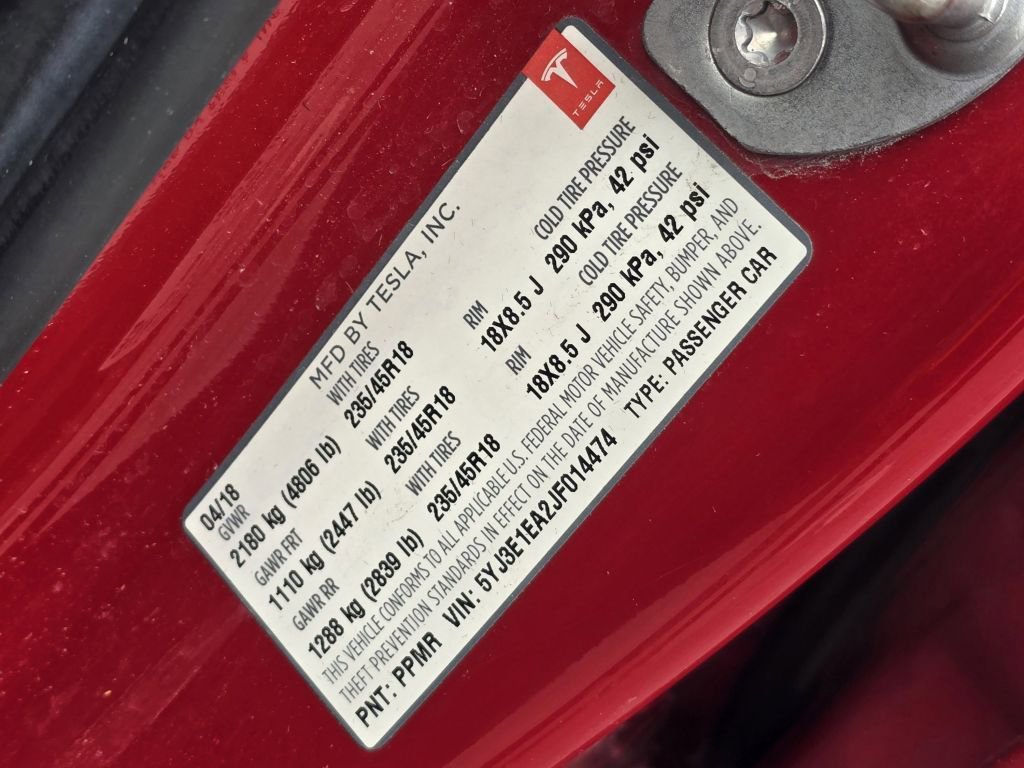 TESLA
MFD BY TESLA, INC.
04/18
GVWR WITH TIRES RIM COLD TIRE PRESSURE
2180 kg (4806 lb) 235/45R18 18X8.5 J 290 kPa, 42 psi
GAWR FRT WITH TIRES RIM COLD TIRE PRESSURE
1110 kg (2447 lb) 235/45R18 18X8.5 J 290 kPa, 42 psi
GAWR RR WITH TIRES
1288 kg (2839 lb) 235/45R18
THIS VEHICLE CONFORMS TO ALL APPLICABLE U.S. FEDERAL MOTOR VEHICLE SAFETY, BUMPER, AND
THEFT PREVENTION STANDARDS IN EFFECT ON THE DATE OF MANUFACTURE SHOWN ABOVE.
PNT: PPMR VIN: 5YJ3E1EA2JF014474 TYPE: PASSENGER CAR